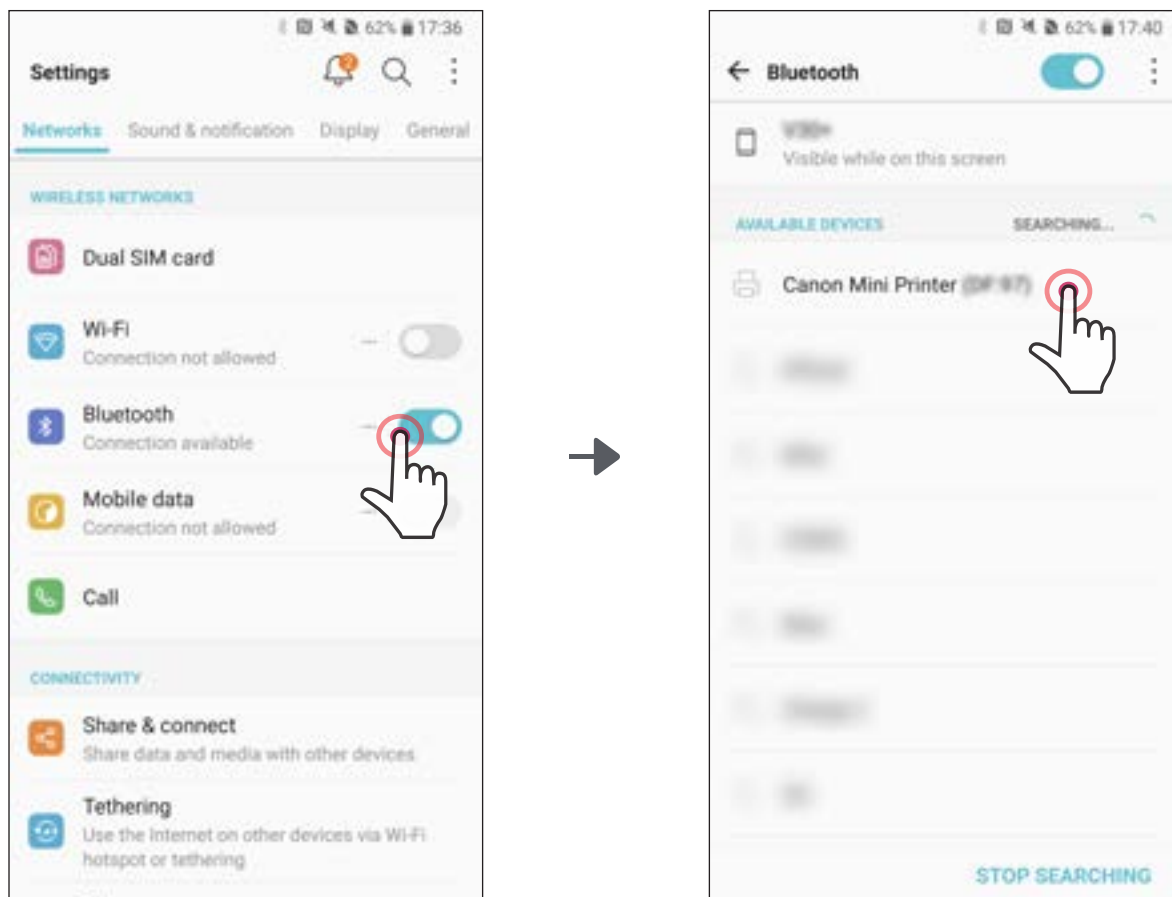 62% 17:36
Settings 2
Networks Sound & notification Display General
WIRELESS NETWORKS
Dual SIM card
Wi-Fi
Connection not allowed
Bluetooth
Connection available
Mobile data
Connection not allowed
Call
CONNECTIVITY
Share & connect
Share data and media with other devices
Tethering
Use the Internet on other devices via Wi-Fi
hotspot or tethering
62% 17:40
Bluetooth
V30+
Visible while on this screen
AVAILABLE DEVICES SEARCHING...
Canon Mini Printer
STOP SEARCHING